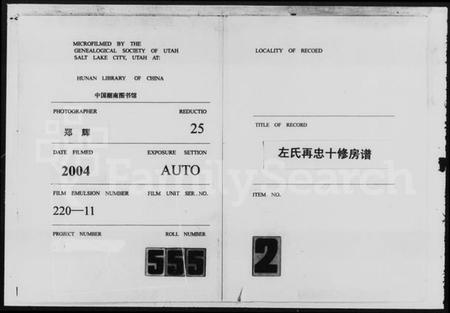 MICROFILMED BY THE
GENEALOGICAL SOCIETY OF UTAH
SALT LAKE CITY, UTAH AT:
HUNAN LIBRARY OF CHINA
中国湖南图书馆
PHOTOGRAPHER REDUCTIO
郑 辉 25
DATE FILMED EXPOSURE SETTION
2004 AUTO
FILM EMULSION NUMBER FILM UNIT SER. NO.
220—11
PROJECT NUMBER ROLL NUMBER
555
LOCALITY OF RECOED
TITLE OF RECORD
左氏再忠十修房谱
ITEM NO.
2
FamilySearch